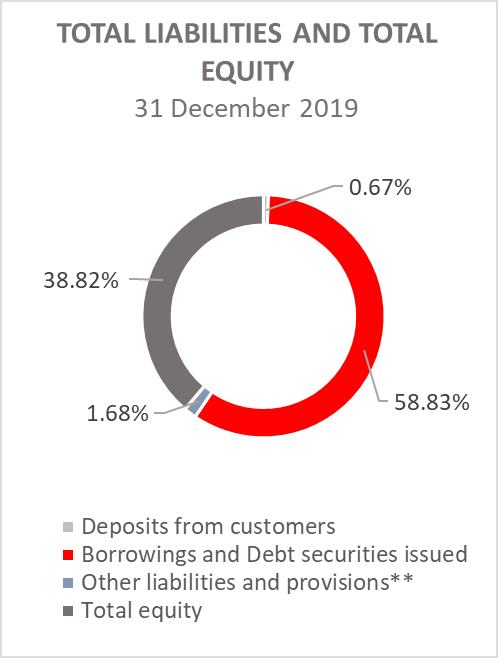 TOTAL LIABILITIES AND TOTAL
EQUITY
31 December 2019
0.67%
38.82%
58.83%
1.68%
Deposits from customers
Borrowings and Debt securities issued
Other liabilities and provisions**
Total equity